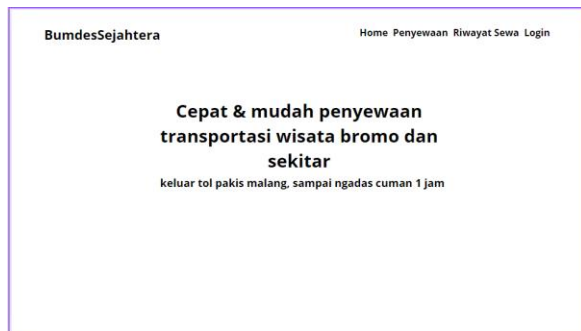 BumdesSejahtera
Home Penyewaan Riwayat Sewa Login
Cepat & mudah penyewaan
transportasi wisata bromo dan
sekitar
keluar tol pakis malang, sampai ngadas cuman 1 jam